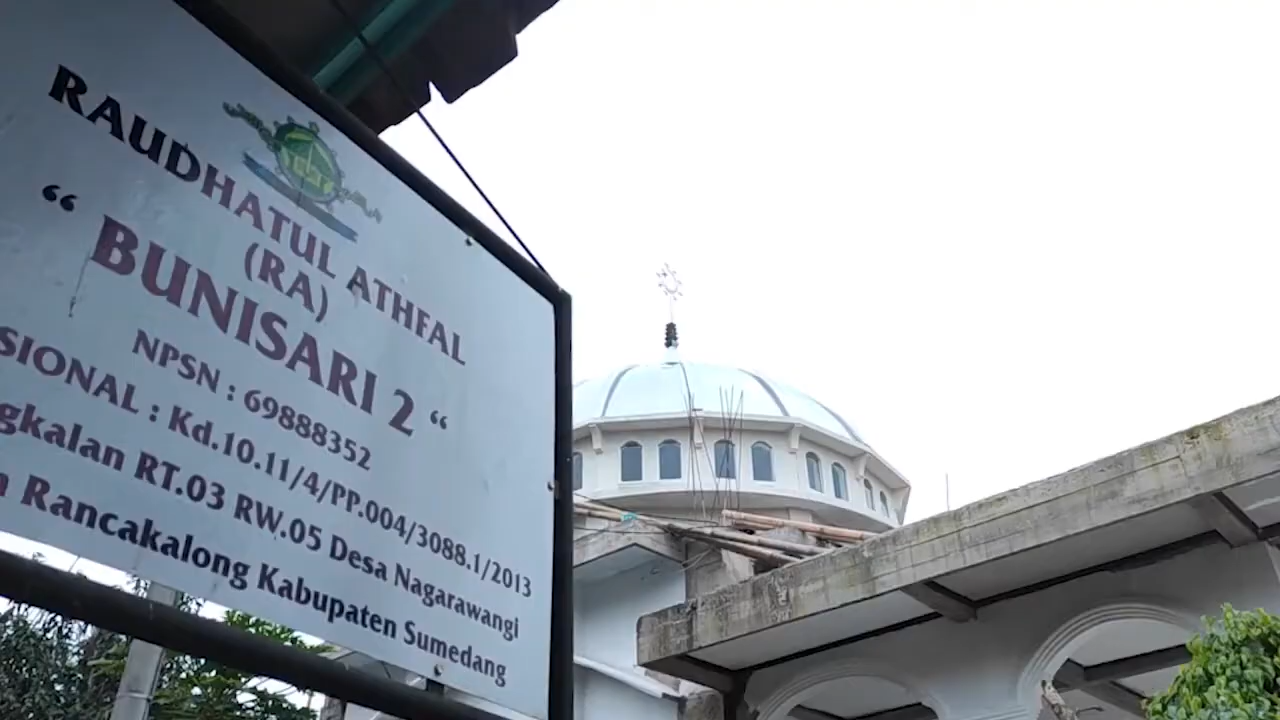 RAUDHATUL ATHFAL
(RA)
“ BUNISARI 2 “
NPSN : 69888352
SIONAL : Kd.10.11/4/PP.004/3088.1/2013
gkalan RT.03 RW.05 Desa Nagarawangi
Rancakalong Kabupaten Sumedang